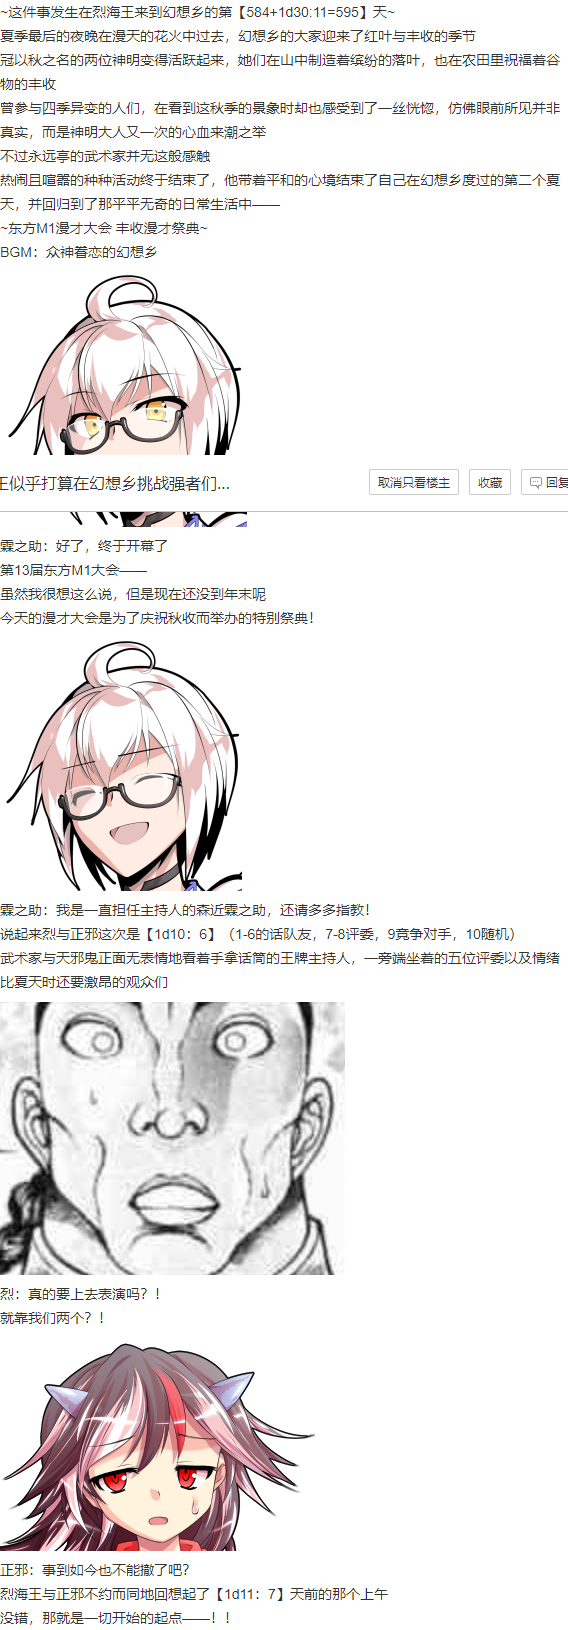 ~这件事发生在烈海王来到幻想乡的第【584+1d30:11=595】天~
夏季最后的夜晚在漫天的花火中过去，幻想乡的大家迎来了红叶与丰收的季节
冠以秋之名的两位神明变得活跃起来，她们在山中制造着缤纷的落叶，也在农田里祝福着谷
物的丰收
曾参与四季异变的人们，在看到这秋季的景象时却也感受到了一丝恍惚，仿佛眼前所见并非
真实，而是神明大人又一次的心血来潮之举
不过永远亭的武术家并无这般感触
热闹且喧嚣的种种活动终于结束了，他带着平和的心境结束了自己在幻想乡度过的第二个夏
天，并回归到了那平平无奇的日常生活中——
~东方M1漫才大会 丰收漫才祭典~
BGM：众神眷恋的幻想乡
王似乎打算在幻想乡挑战强者们...
取消只看楼主
收藏
回复
霖之助：好了，终于开幕了
第13届东方M1大会——
虽然我很想这么说，但是现在还没到年末呢
今天的漫才大会是为了庆祝秋收而举办的特别祭典！
霖之助：我是一直担任主持人的森近霖之助，还请多多指教！
说起来烈与正邪这次是【1d10：6】（1-6的话队友，7-8评委，9竞争对手，10随机）
武术家与天邪鬼正面无表情地看着手拿话筒的王牌主持人，一旁端坐着的五位评委以及情绪
比夏天时还要激昂的观众们
烈：真的要上去表演吗？！
就靠我们两个？！
正邪：事到如今也不能撤了吧？
烈海王与正邪不约而同地回想起了【1d11：7】天前的那个上午
没错，那就是一切开始的起点——！！